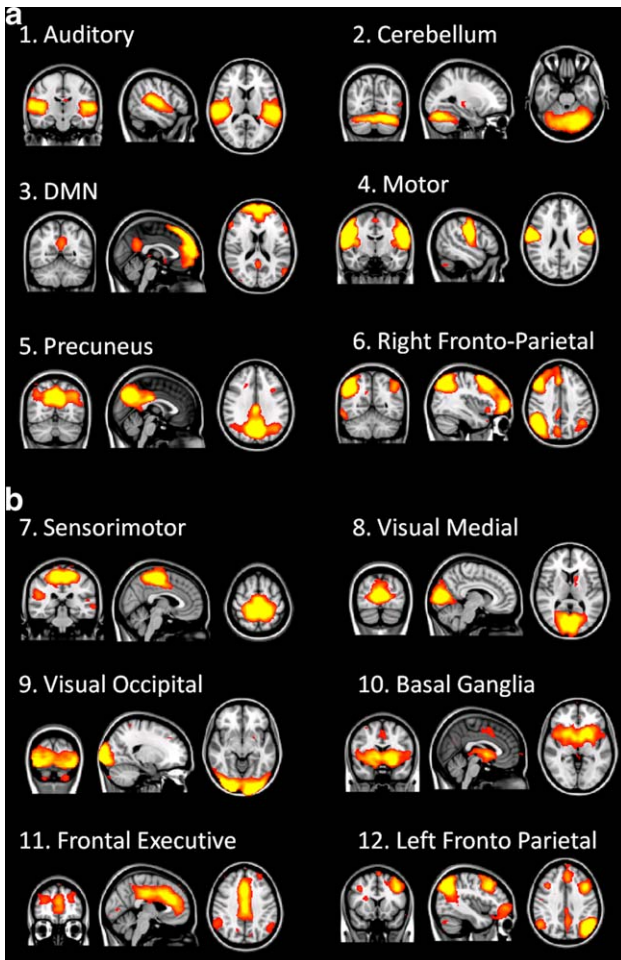 a
1. Auditory
2. Cerebellum
3. DMN
4. Motor
5. Precuneus
6. Right Fronto-Parietal
b
7. Sensorimotor
8. Visual Medial
9. Visual Occipital
10. Basal Ganglia
11. Frontal Executive
12. Left Fronto Parietal